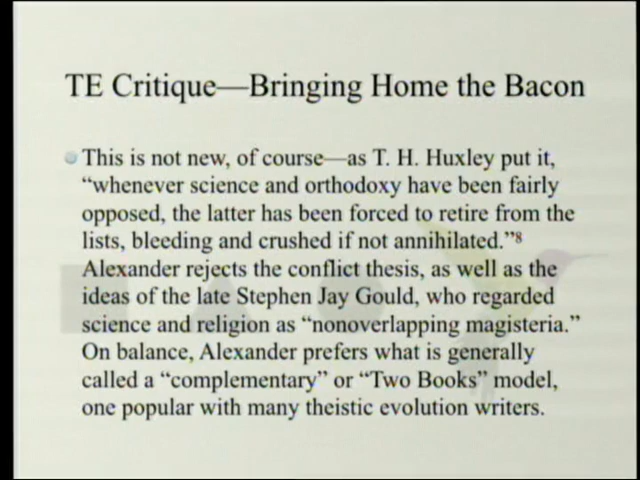 TE Critique—Bringing Home the Bacon
This is not new, of course—as T. H. Huxley put it,
“whenever science and orthodoxy have been fairly
opposed, the latter has been forced to retire from the
lists, bleeding and crushed if not annihilated.”8
Alexander rejects the conflict thesis, as well as the
ideas of the late Stephen Jay Gould, who regarded
science and religion as “nonoverlapping magisteria.”
On balance, Alexander prefers what is generally
called a “complementary” or “Two Books” model,
one popular with many theistic evolution writers.